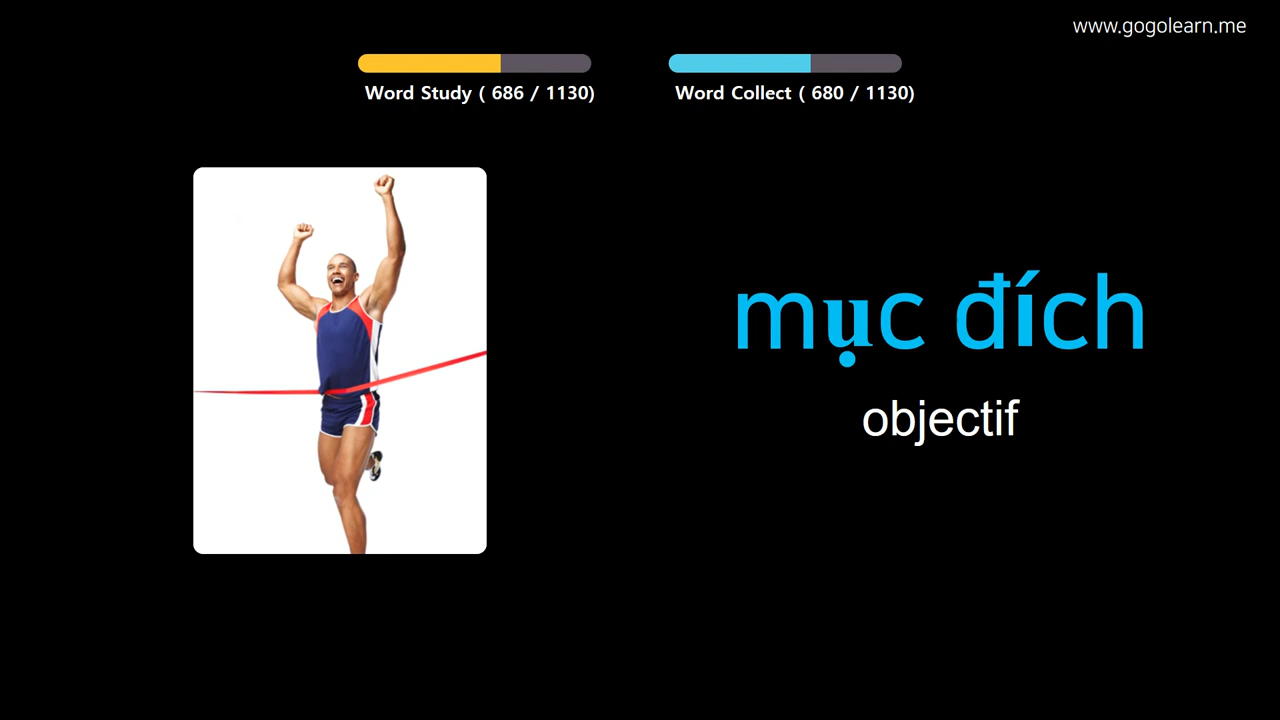 www.gogolearn.me
Word Study ( 686 / 1130)
Word Collect ( 680 / 1130)
mục đích
objectif